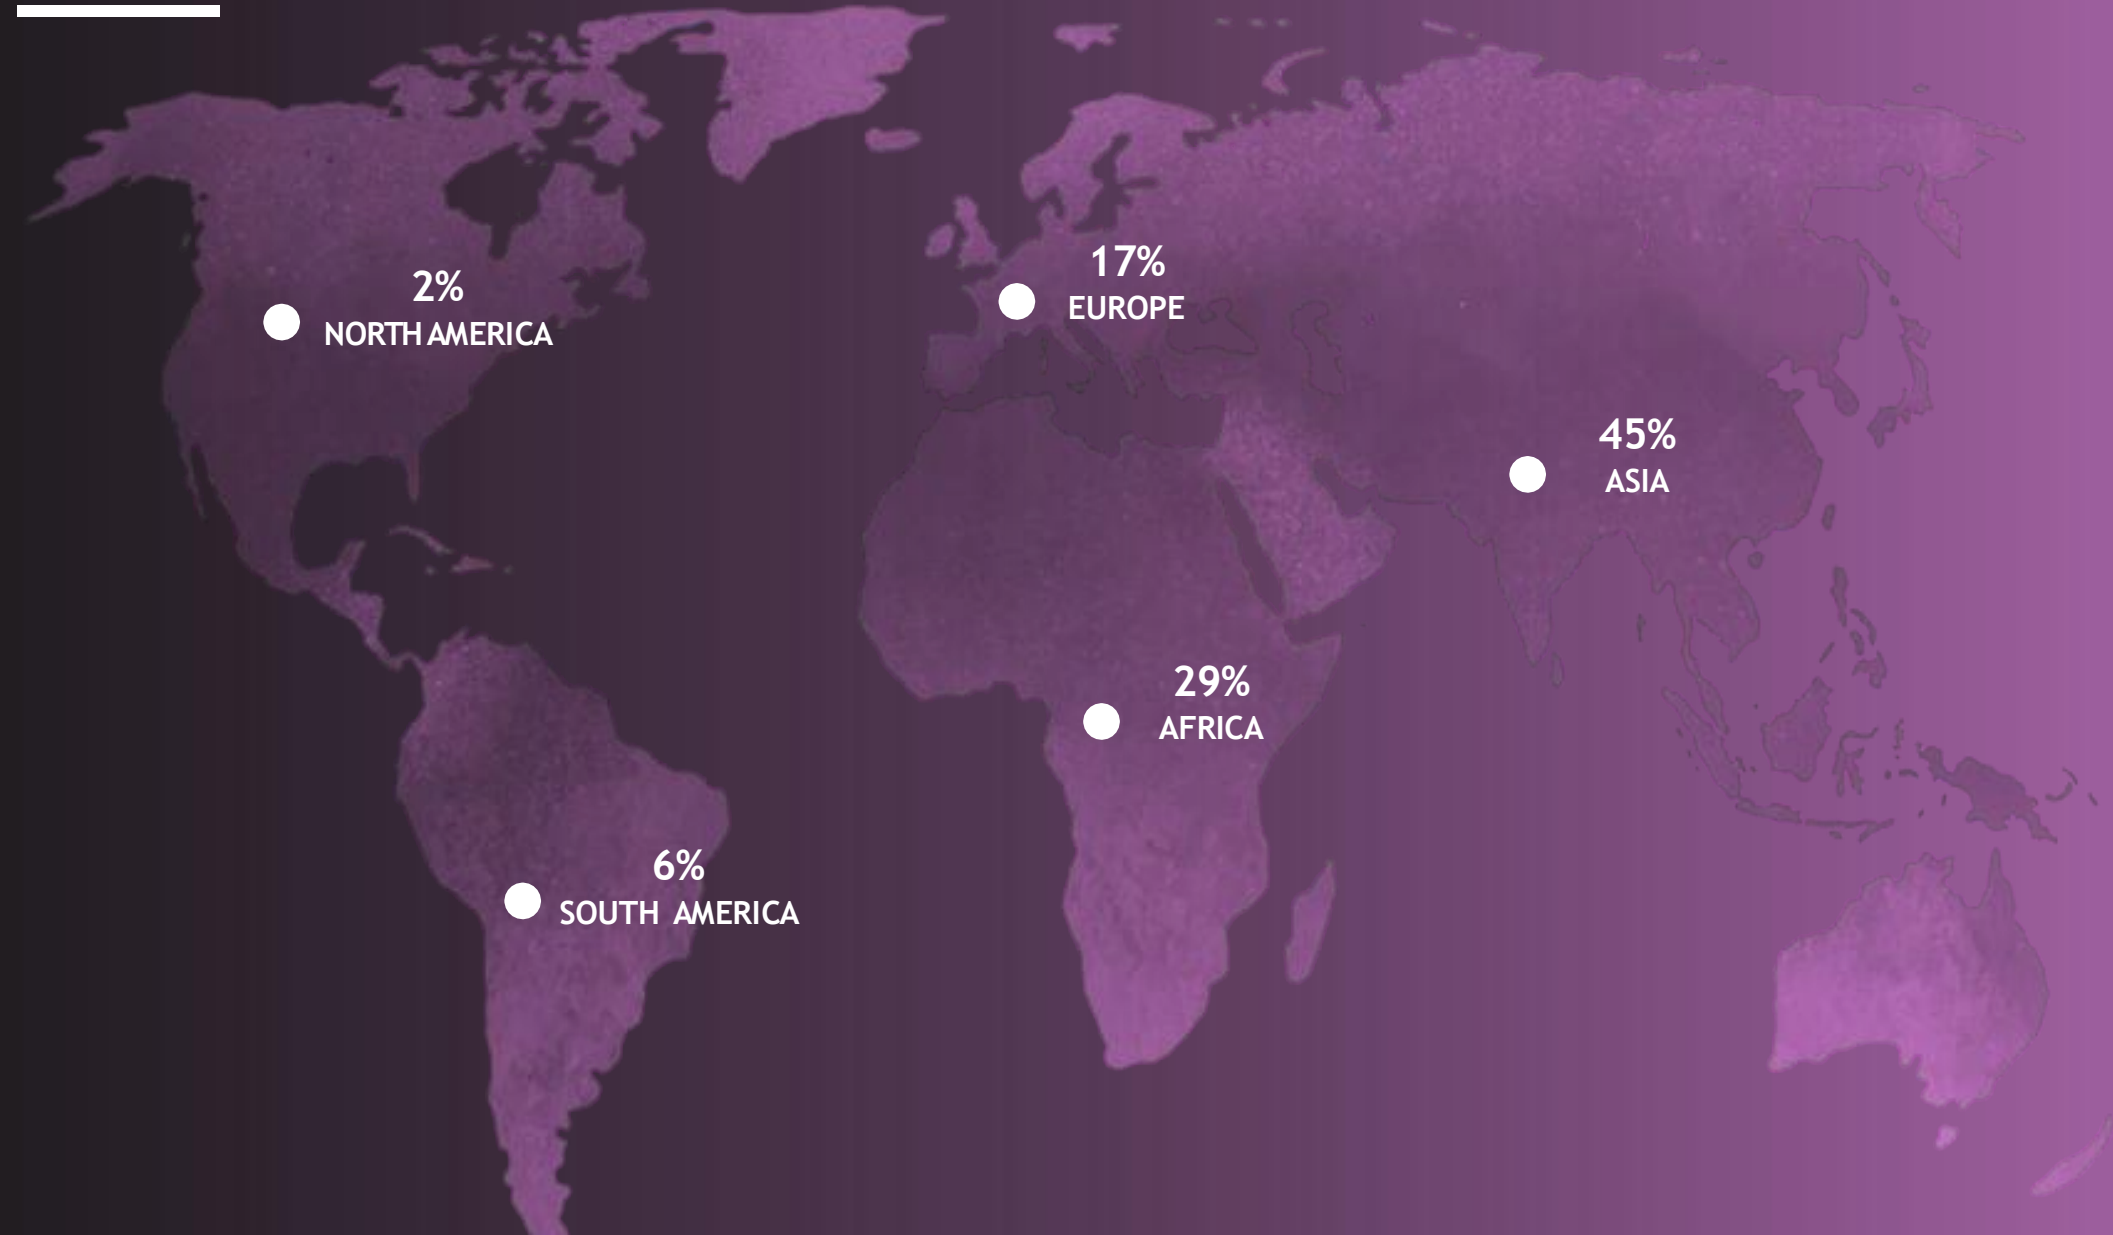 2%
NORTH AMERICA
17%
EUROPE
45%
ASIA
29%
AFRICA
6%
SOUTH AMERICA